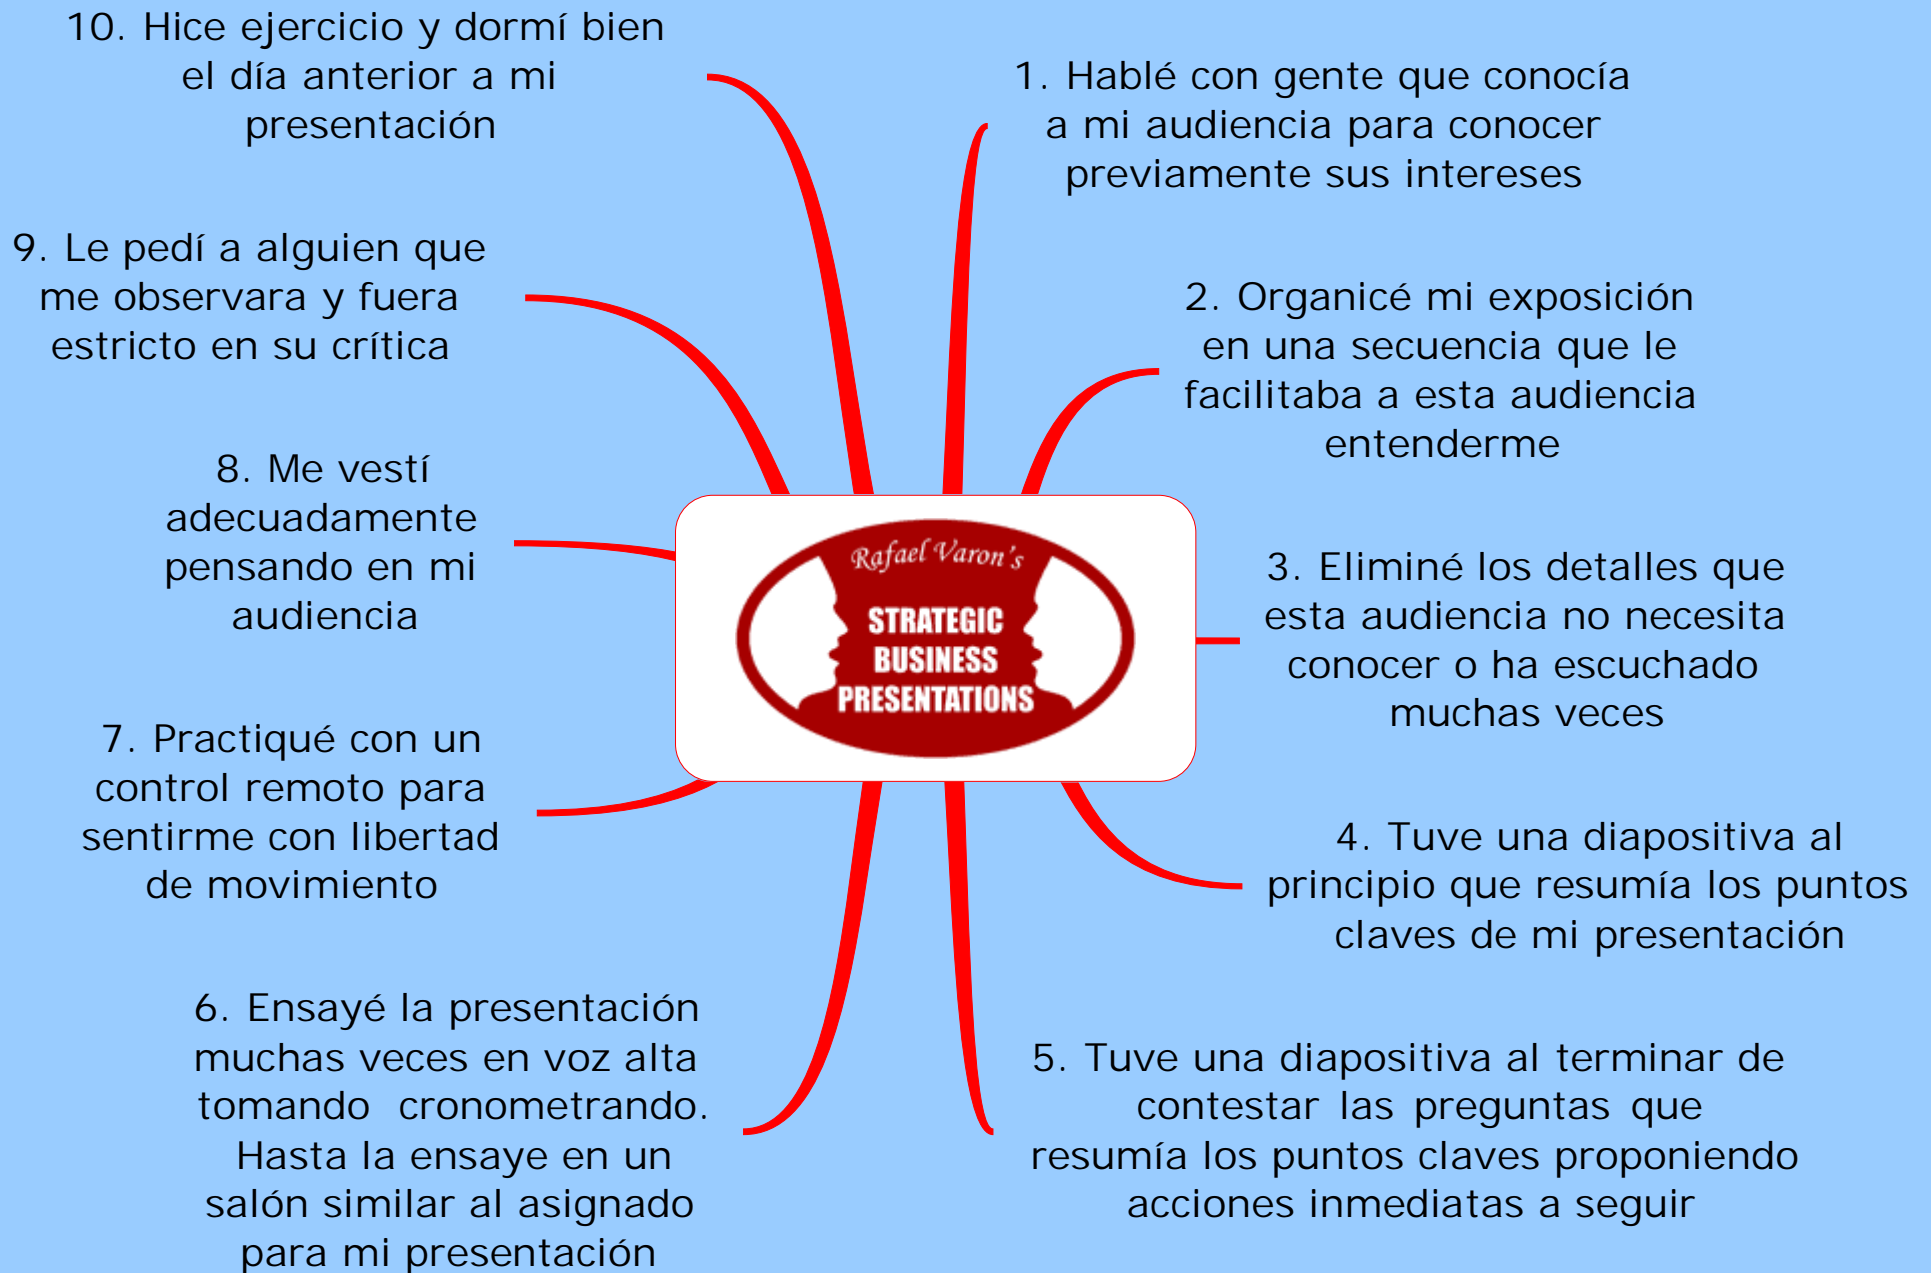 Rafael Varon's
STRATEGIC
BUSINESS
PRESENTATIONS
1. Hablé con gente que conocía
a mi audiencia para conocer
previamente sus intereses
2. Organicé mi exposición
en una secuencia que le
facilitaba a esta audiencia
entenderme
3. Eliminé los detalles que
esta audiencia no necesita
conocer o ha escuchado
muchas veces
4. Tuve una diapositiva al
principio que resumía los puntos
claves de mi presentación
5. Tuve una diapositiva al terminar de
contestar las preguntas que
resumía los puntos claves proponiendo
acciones inmediatas a seguir
6. Ensayé la presentación
muchas veces en voz alta
tomando cronometrando.
Hasta la ensaye en un
salón similar al asignado
para mi presentación
7. Practiqué con un
control remoto para
sentirme con libertad
de movimiento
8. Me vestí
adecuadamente
pensando en mi
audiencia
9. Le pedí a alguien que
me observara y fuera
estricto en su crítica
10. Hice ejercicio y dormí bien
el día anterior a mi
presentación